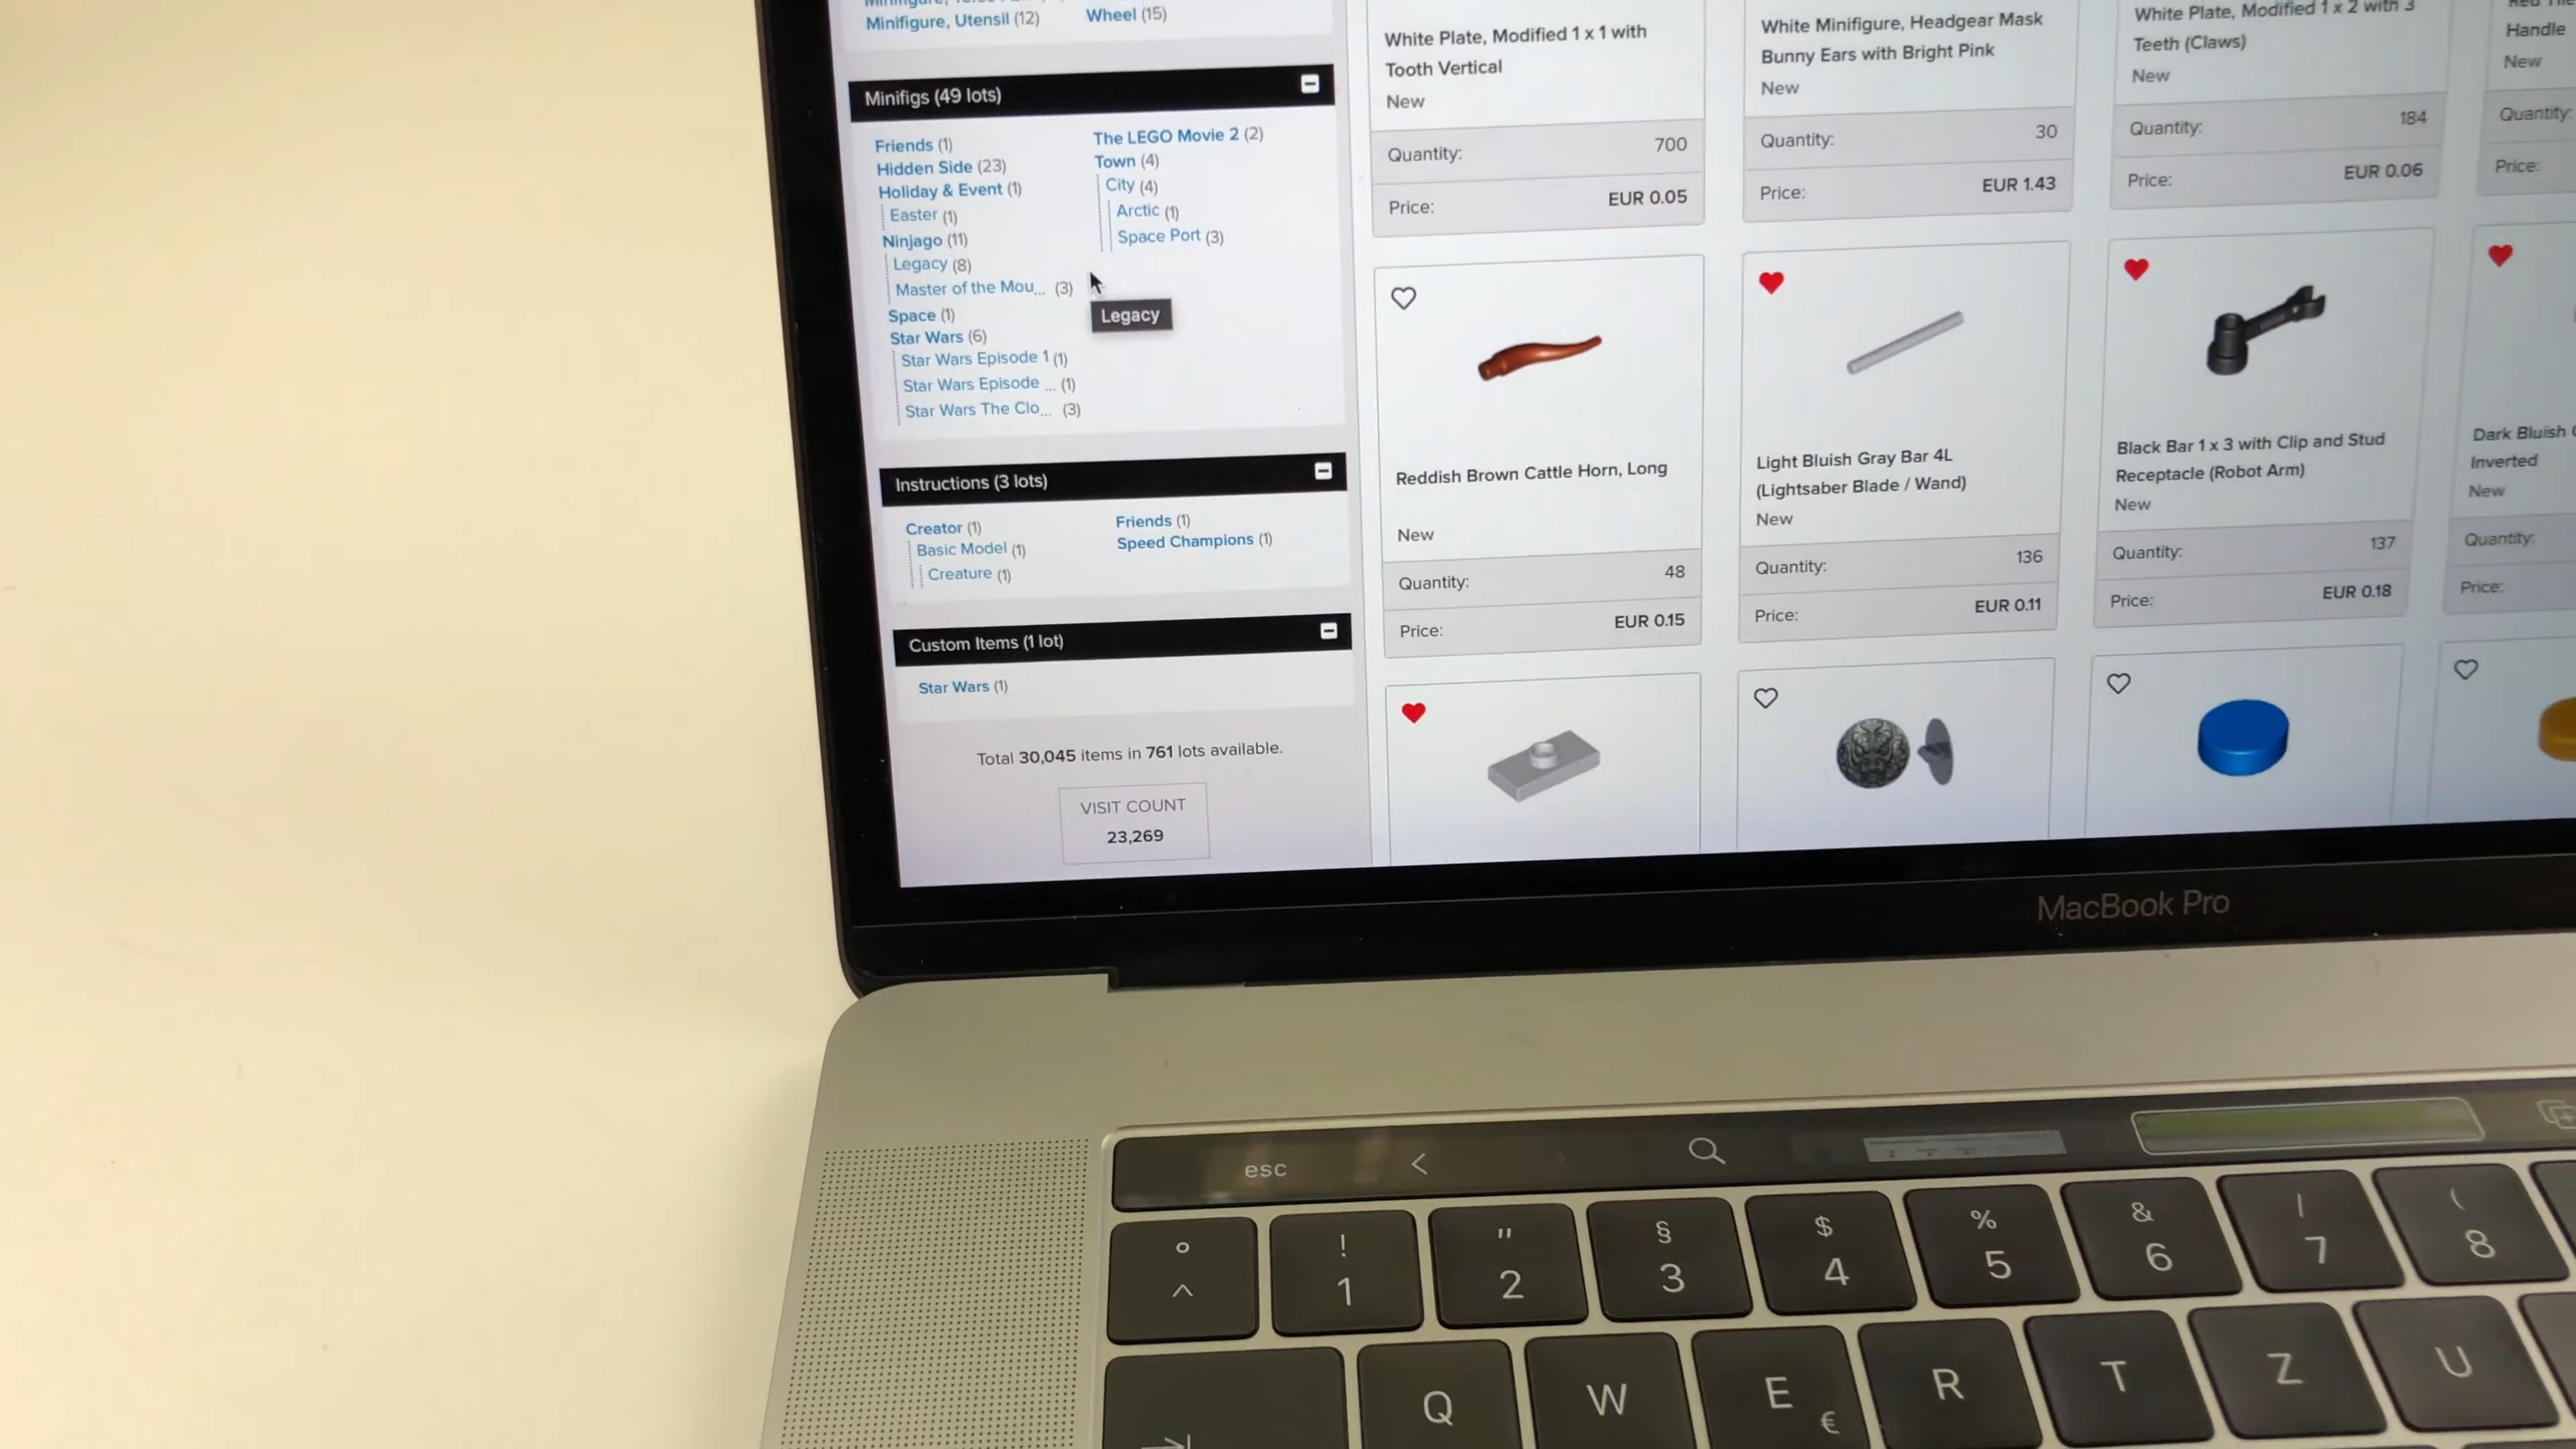 Minifigure, Utensil (12)
Wheel (15)
Minifigs (49 lots)
Friends (1)
Hidden Side (23)
Holiday & Event (1)
Easter (1)
Ninjago (11)
Legacy (8)
Master of the Mou... (3)
Space (1)
Star Wars (6)
Star Wars Episode 1 (1)
Star Wars Episode ... (1)
Star Wars The Clo... (3)
The LEGO Movie 2 (2)
Town (4)
City (4)
Arctic (1)
Space Port (3)
Legacy
Instructions (3 lots)
Creator (1)
Basic Model (1)
Creature (1)
Friends (1)
Speed Champions (1)
Custom Items (1 lot)
Star Wars (1)
Total 30,045 items in 761 lots available.
VISIT COUNT
23,269
White Plate, Modified 1 x 1 with
Tooth Vertical
New
Quantity: 700
Price: EUR 0.05
White Minifigure, Headgear Mask
Bunny Ears with Bright Pink
New
Quantity: 30
Price: EUR 1.43
White Plate, Modified 1 x 2 with 3
Teeth (Claws)
New
Quantity: 184
Price: EUR 0.06
Handle
New
Quantity:
Price:
Reddish Brown Cattle Horn, Long
New
Quantity: 48
Price: EUR 0.15
Light Bluish Gray Bar 4L
(Lightsaber Blade / Wand)
New
Quantity: 136
Price: EUR 0.11
Black Bar 1 x 3 with Clip and Stud
Receptacle (Robot Arm)
New
Quantity: 137
Price: EUR 0.18
Dark Bluish
Inverted
New
Quantity:
Price:
MacBook Pro
esc
° ! " § $ % & / (
^ 1 2 3 4 5 6 7 8
Q W E € R T Z U